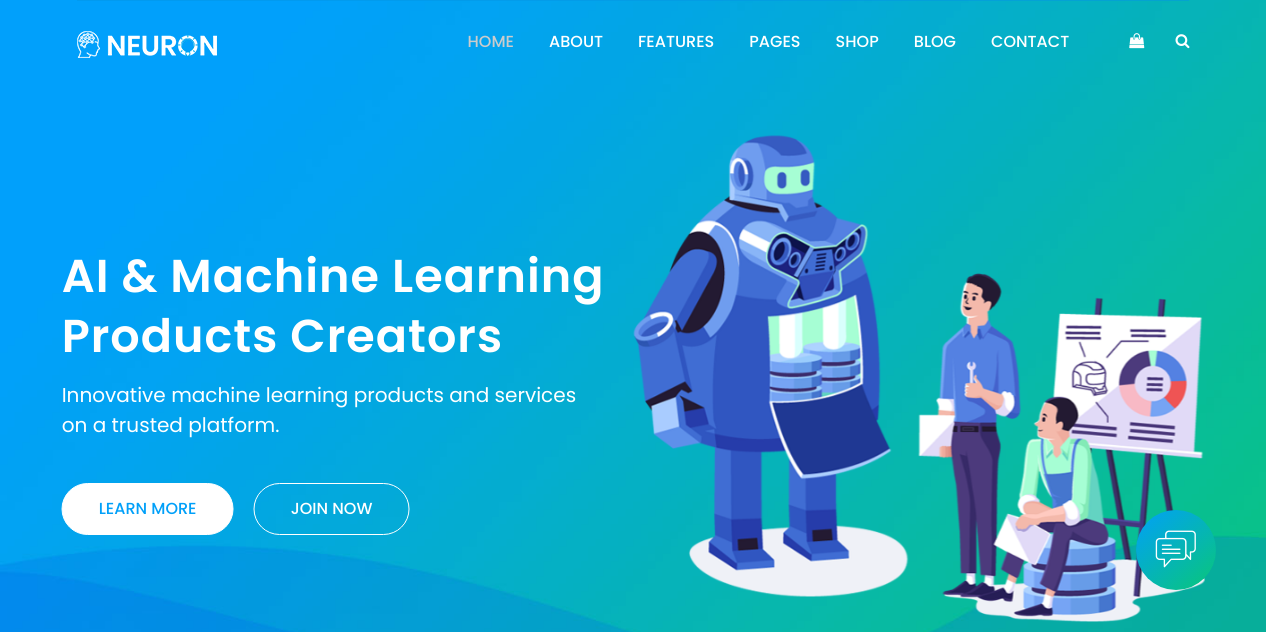 NEURON
HOME ABOUT FEATURES PAGES SHOP BLOG CONTACT
AI & Machine Learning
Products Creators
Innovative machine learning products and services
on a trusted platform.
LEARN MORE JOIN NOW